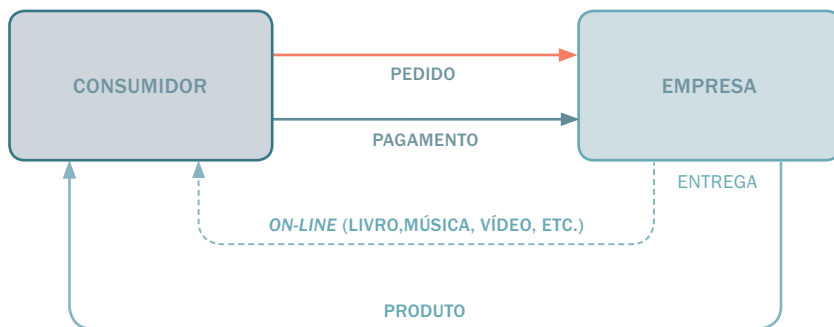 CONSUMIDOR
PEDIDO
EMPRESA
PAGAMENTO
ENTREGA
ON-LINE (LIVRO,MÚSICA, VÍDEO, ETC.)
PRODUTO